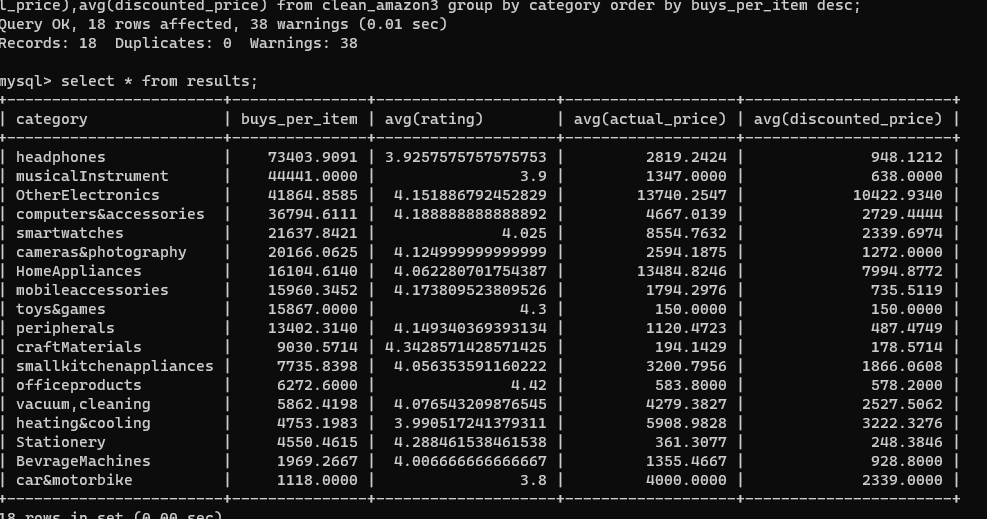 l_price),avg(discounted_price) from clean_amazon3 group by category order by buys_per_item desc;
Query OK, 18 rows affected, 38 warnings (0.01 sec)
Records: 18  Duplicates: 0  Warnings: 38
mysql> select * from results;
+------------------------+---------------+--------------------+-------------------+-----------------------+
| category               | buys_per_item | avg(rating)        | avg(actual_price) | avg(discounted_price) |
+------------------------+---------------+--------------------+-------------------+-----------------------+
| headphones             |    73403.9091 | 3.9257575757575753 |         2819.2424 |              948.1212 |
| musicalInstrument      |    44441.0000 |                3.9 |         1347.0000 |              638.0000 |
| OtherElectronics       |    41864.8585 |  4.151886792452829 |        13740.2547 |            10422.9340 |
| computers&accessories  |    36794.6111 |  4.188888888888892 |         4667.0139 |             2729.4444 |
| smartwatches           |    21637.8421 |              4.025 |         8554.7632 |             2339.6974 |
| cameras&photography    |    20166.0625 |  4.124999999999999 |         2594.1875 |             1272.0000 |
| HomeAppliances         |    16104.6140 |  4.062280701754387 |        13484.8246 |             7994.8772 |
| mobileaccessories      |    15960.3452 |  4.173809523809526 |         1794.2976 |              735.5119 |
| toys&games             |    15867.0000 |                4.3 |          150.0000 |              150.0000 |
| peripherals            |    13402.3140 |  4.149340369393134 |         1120.4723 |              487.4749 |
| craftMaterials         |     9030.5714 | 4.3428571428571425 |          194.1429 |              178.5714 |
| smallkitchenappliances |     7735.8398 |  4.056353591160222 |         3200.7956 |             1866.0608 |
| officeproducts         |     6272.6000 |               4.42 |          583.8000 |              578.2000 |
| vacuum,cleaning        |     5862.4198 |  4.076543209876545 |         4279.3827 |             2527.5062 |
| heating&cooling        |     4753.1983 |  3.990517241379311 |         5908.9828 |             3222.3276 |
| Stationery             |     4550.4615 |  4.288461538461538 |          361.3077 |              248.3846 |
| BevrageMachines        |     1969.2667 |  4.006666666666667 |         1355.4667 |              928.8000 |
| car&motorbike          |     1118.0000 |                3.8 |         4000.0000 |             2339.0000 |
+------------------------+---------------+--------------------+-------------------+-----------------------+
18 rows in set (0.00 sec)